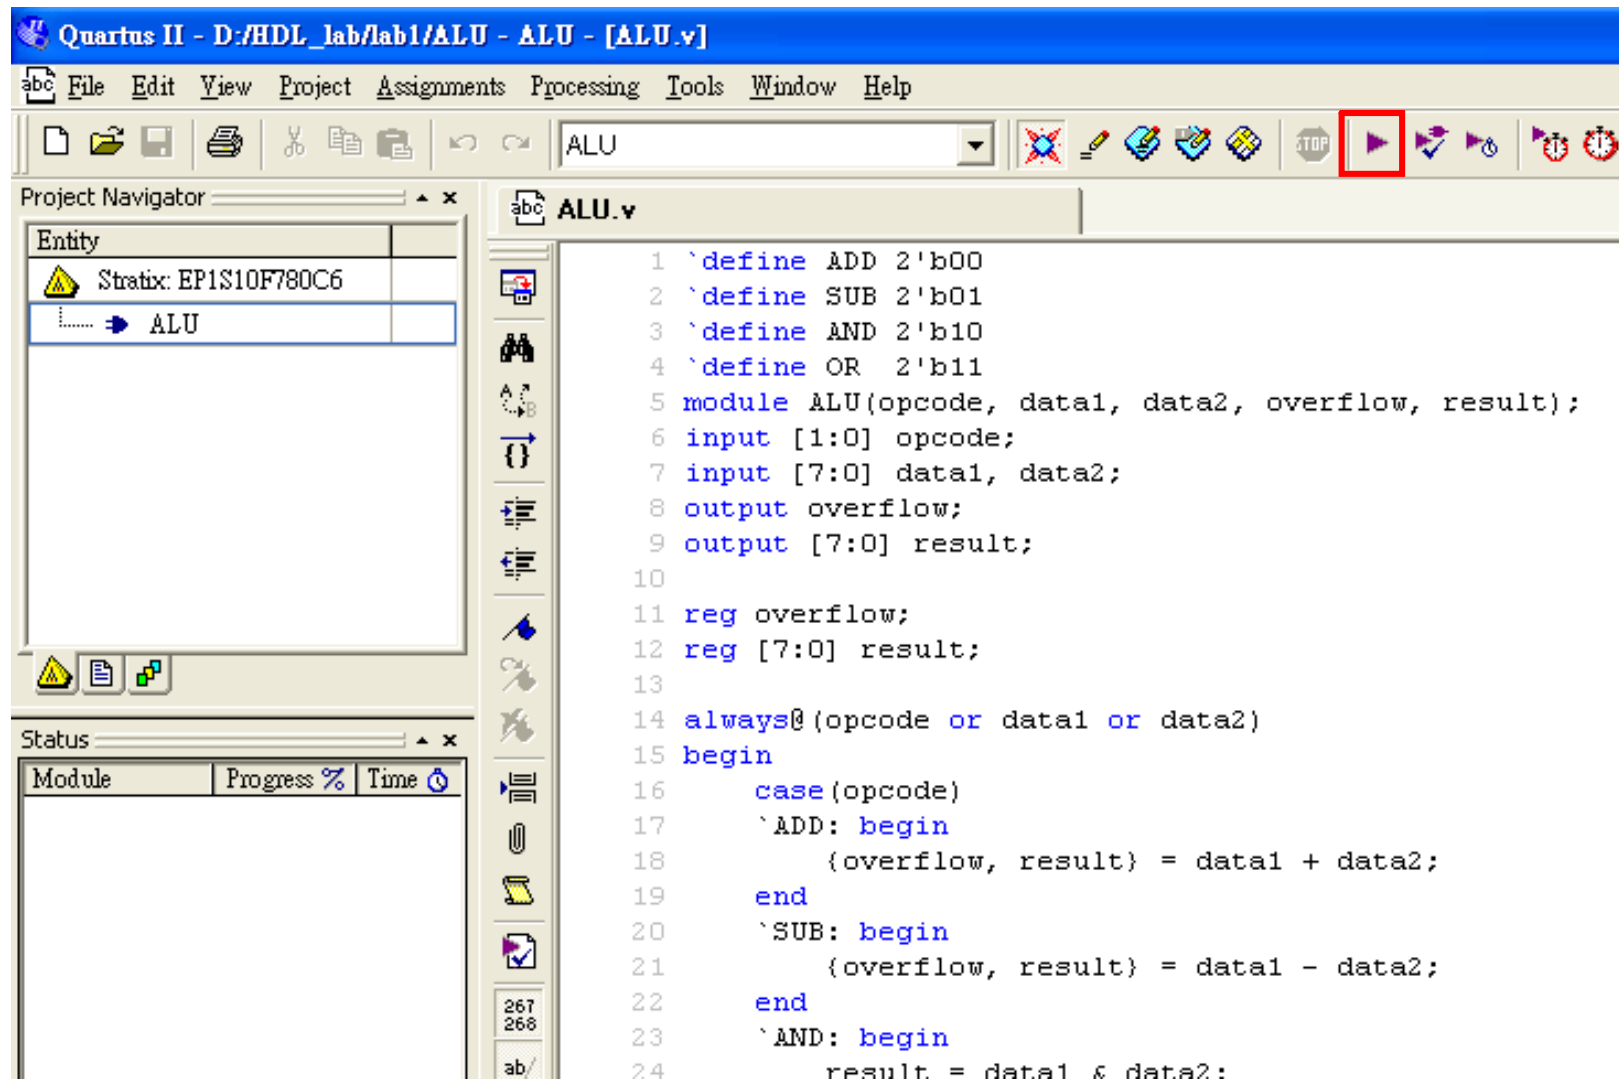 Quartus II - D:/HDL_lab/lab1/ALU - ALU - [ALU.v]
abc File Edit View Project Assignments Processing Tools Window Help
ALU
STOP
Project Navigator
Entity
Stratix: EP1S10F780C6
ALU
Status
Module Progress % Time
abc ALU.v
267
268
ab/
1 `define ADD 2'b00
2 `define SUB 2'b01
3 `define AND 2'b10
4 `define OR  2'b11
5 module ALU(opcode, data1, data2, overflow, result);
6 input [1:0] opcode;
7 input [7:0] data1, data2;
8 output overflow;
9 output [7:0] result;
10
11 reg overflow;
12 reg [7:0] result;
13
14 always@(opcode or data1 or data2)
15 begin
16     case(opcode)
17     `ADD: begin
18         {overflow, result} = data1 + data2;
19     end
20     `SUB: begin
21         {overflow, result} = data1 - data2;
22     end
23     `AND: begin
24         result = data1 & data2;